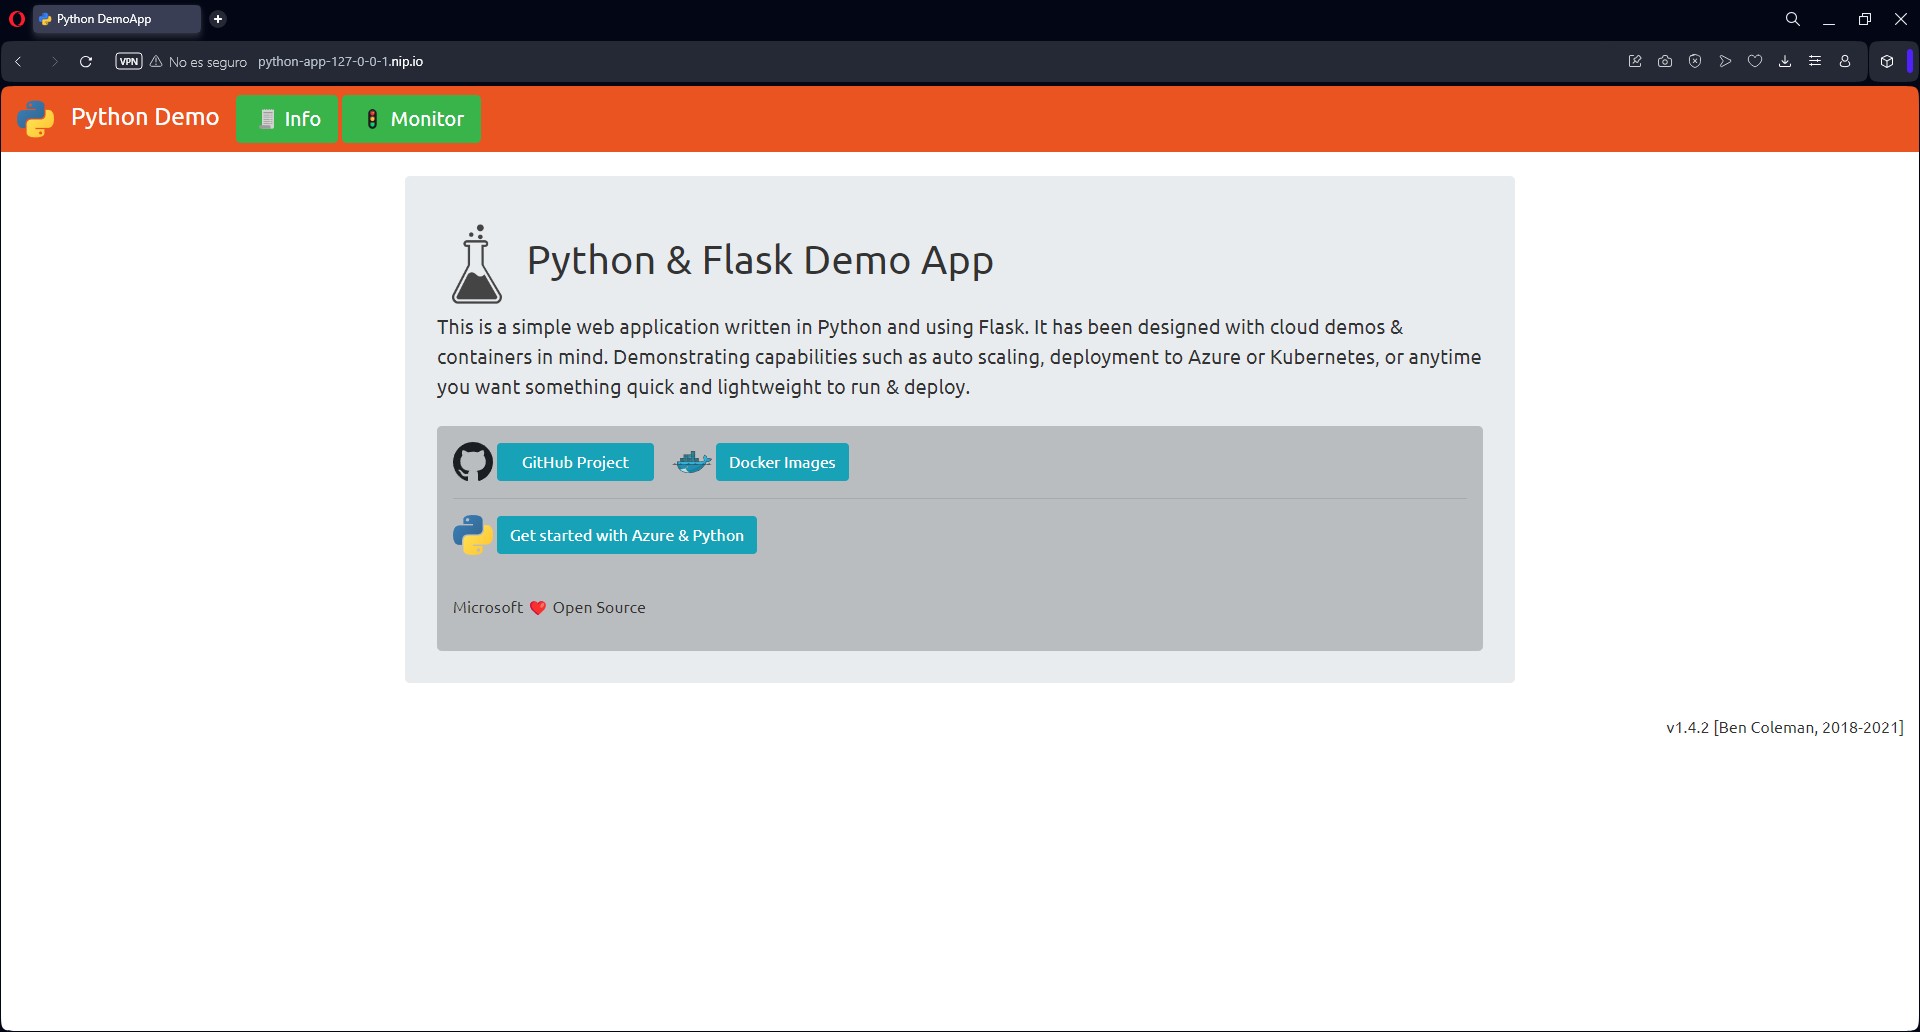 Python DemoApp
VPN No es seguro python-app-127-0-0-1.nip.io
Python Demo Info Monitor
Python & Flask Demo App
This is a simple web application written in Python and using Flask. It has been designed with cloud demos &
containers in mind. Demonstrating capabilities such as auto scaling, deployment to Azure or Kubernetes, or anytime
you want something quick and lightweight to run & deploy.
GitHub Project Docker Images
Get started with Azure & Python
Microsoft ❤️ Open Source
v1.4.2 [Ben Coleman, 2018-2021]